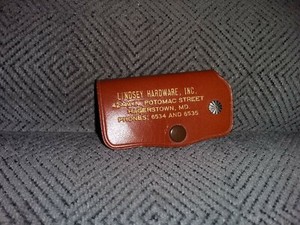 LINDSEY HARDWARE, INC.
POTOMAC STREET
HAGERSTOWN, MD.
PHONES: 6534 AND 6535